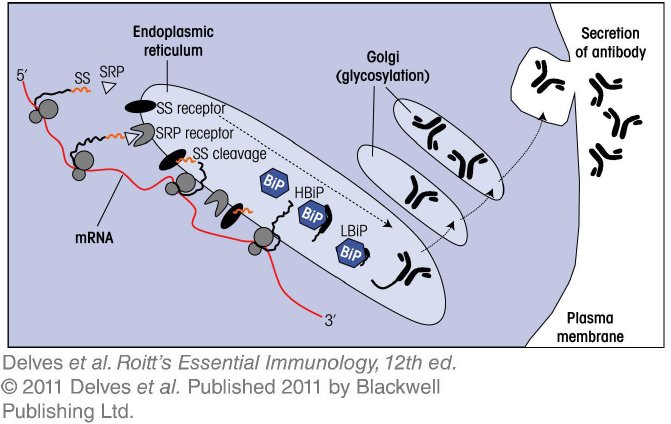 Endoplasmic
reticulum
Secretion
of antibody
Golgi
(glycosylation)
5′
SS
SRP
SS receptor
SRP receptor
SS cleavage
BiP
HBiP
BiP
LBiP
BiP
mRNA
3′
Plasma
membrane
Delves et al. Roitt's Essential Immunology, 12th ed.
© 2011 Delves et al. Published 2011 by Blackwell
Publishing Ltd.